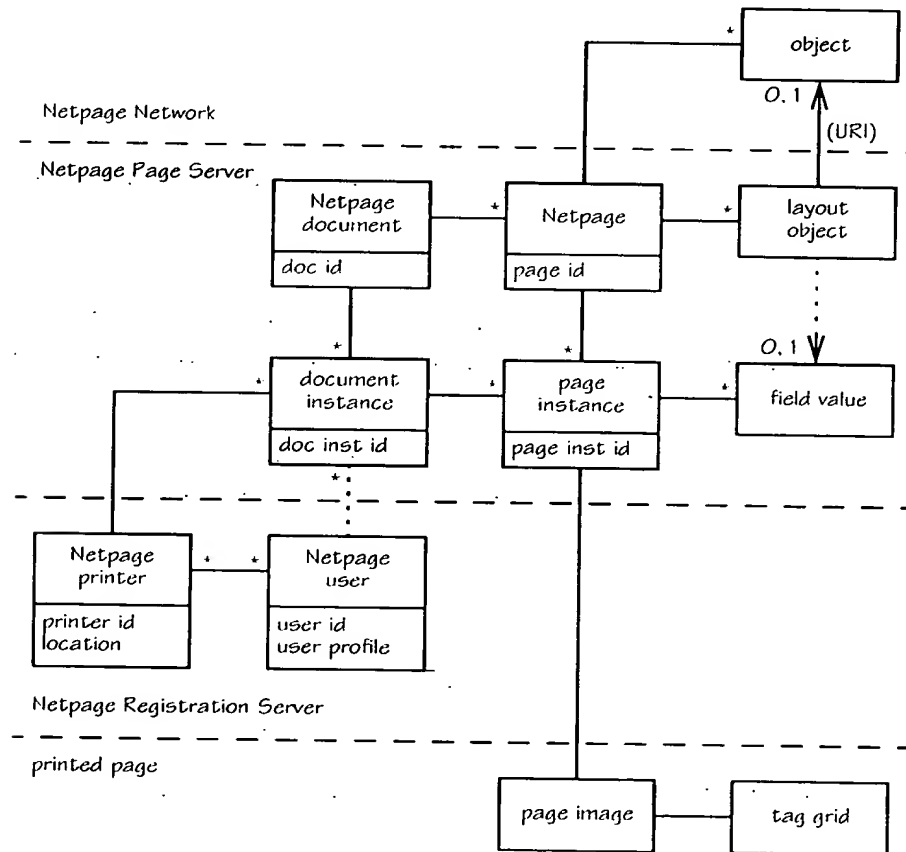 *
object
0.1
Netpage Network
(URI)
Netpage Page Server
Netpage
document
doc id
*
Netpage
page id
*
layout
object
*
*
0.1
*
document
instance
doc inst id
*
page
instance
page inst id
*
field value
*
Netpage
printer
printer id
location
*
*
Netpage
user
user id
user profile
Netpage Registration Server
printed page
page image
tag grid